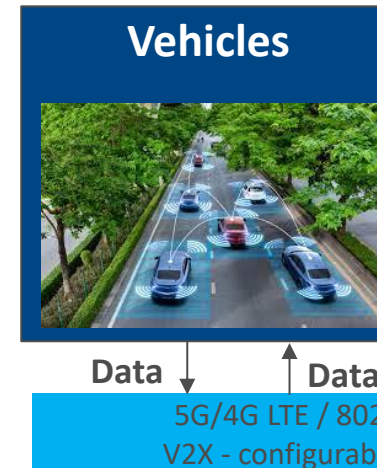 Vehicles
Data Data
5G/4G LTE / 802
V2X - configurab